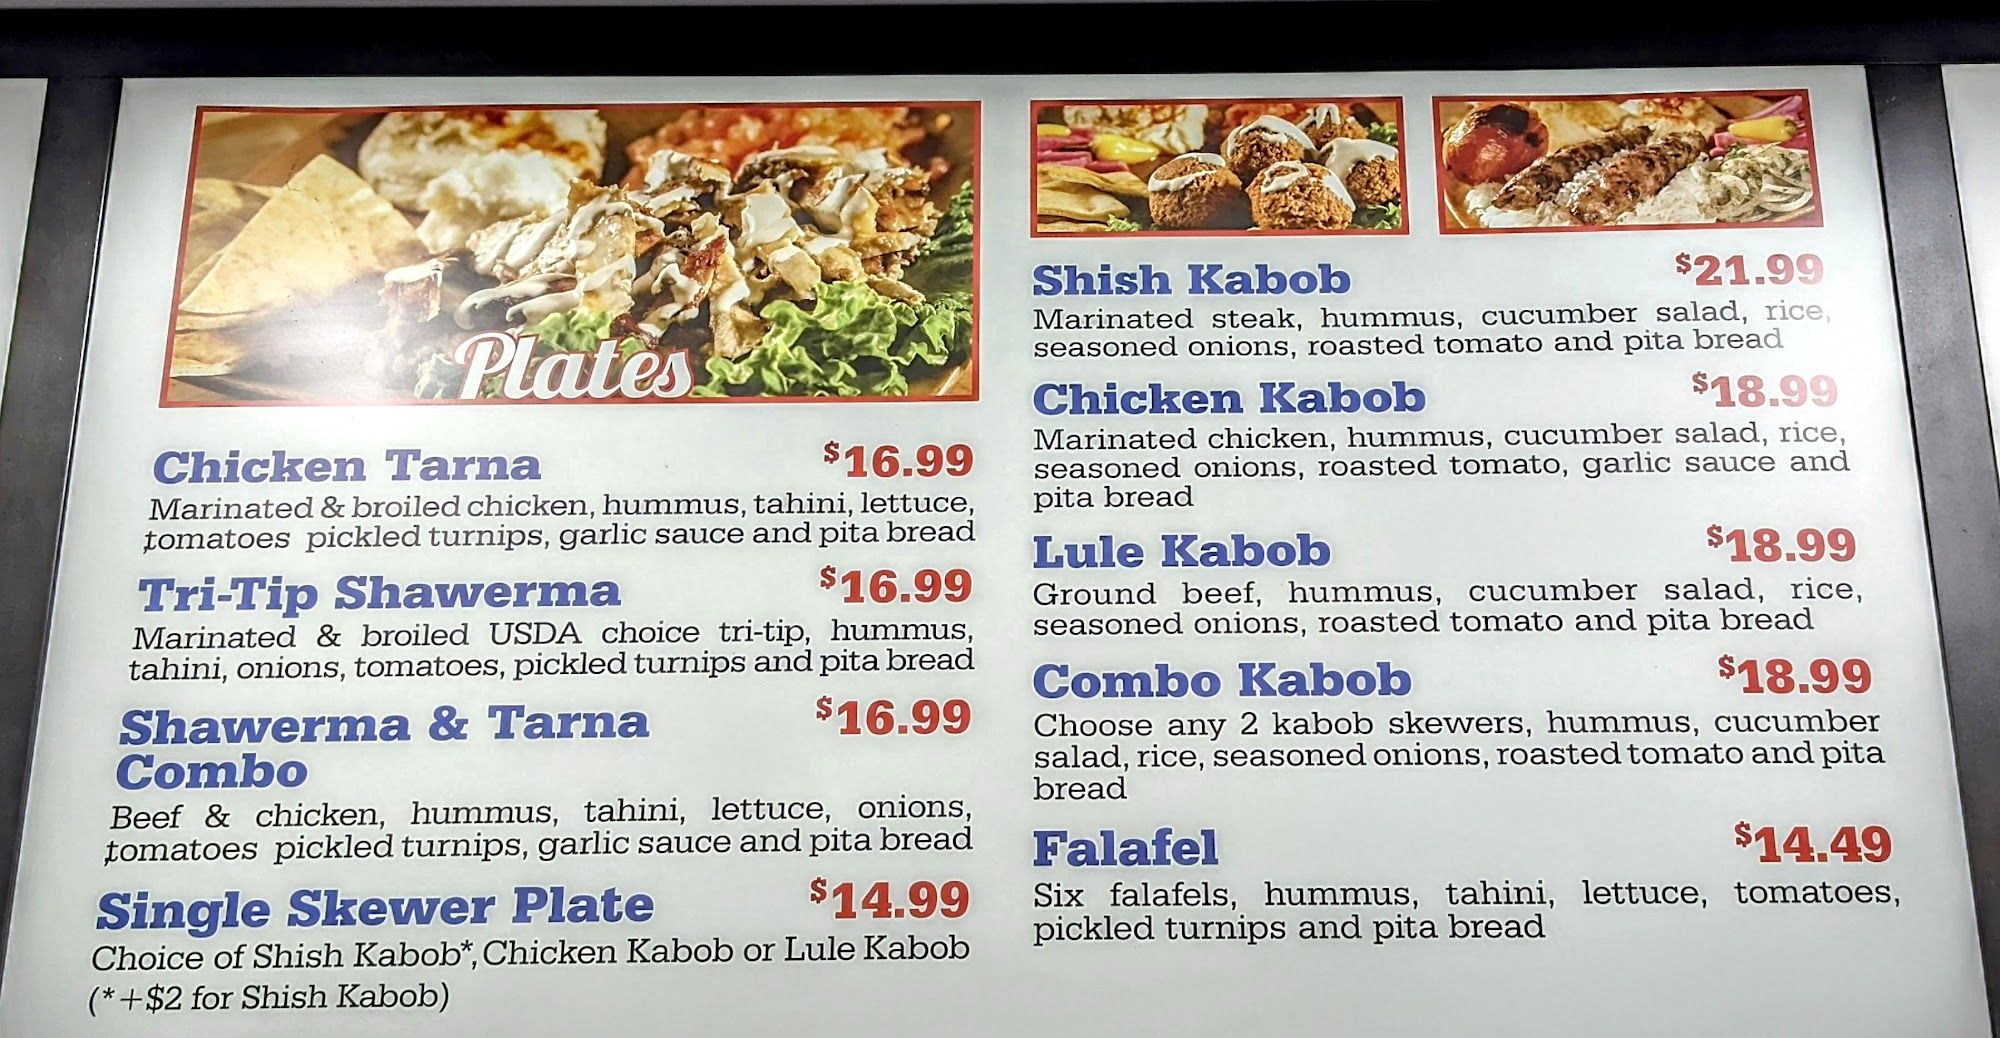 Plates
Chicken Tarna $16.99
Marinated & broiled chicken, hummus, tahini, lettuce,
tomatoes pickled turnips, garlic sauce and pita bread
Tri-Tip Shawerma $16.99
Marinated & broiled USDA choice tri-tip, hummus,
tahini, onions, tomatoes, pickled turnips and pita bread
Shawerma & Tarna $16.99
Combo
Beef & chicken, hummus, tahini, lettuce, onions,
tomatoes pickled turnips, garlic sauce and pita bread
Single Skewer Plate $14.99
Choice of Shish Kabob*, Chicken Kabob or Lule Kabob
(*+$2 for Shish Kabob)
Shish Kabob $21.99
Marinated steak, hummus, cucumber salad, rice,
seasoned onions, roasted tomato and pita bread
Chicken Kabob $18.99
Marinated chicken, hummus, cucumber salad, rice,
seasoned onions, roasted tomato, garlic sauce and
pita bread
Lule Kabob $18.99
Ground beef, hummus, cucumber salad, rice,
seasoned onions, roasted tomato and pita bread
Combo Kabob $18.99
Choose any 2 kabob skewers, hummus, cucumber
salad, rice, seasoned onions, roasted tomato and pita
bread
Falafel $14.49
Six falafels, hummus, tahini, lettuce, tomatoes,
pickled turnips and pita bread